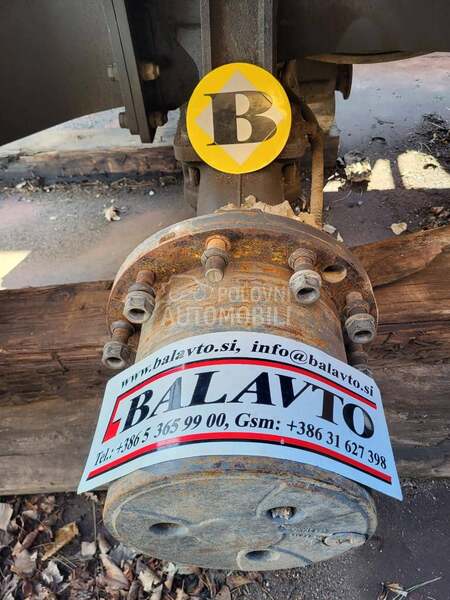 B
POLOVNI
AUTOMOBILI
www.balavto.si, info@balavto.si
BALAVTO
Tel.: +386 5 365 99 00, Gsm: +386 31 627 398